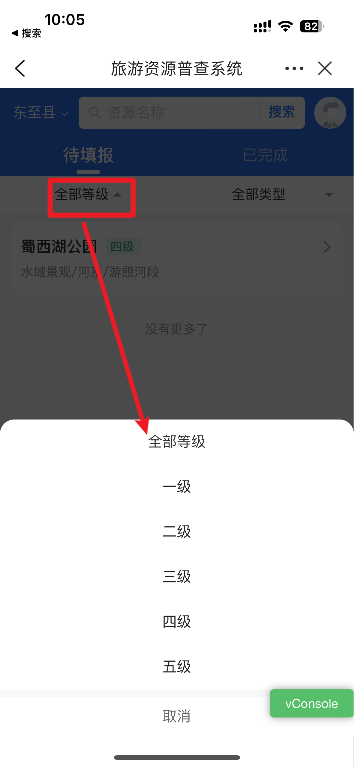 10:05
82
搜索
旅游资源普查系统
东至县
资源名称
搜索
待填报
已完成
全部等级
全部类型
蜀西湖公园
四级
水域景观/河系/游憩河段
没有更多了
全部等级
一级
二级
三级
四级
五级
取消
vConsole